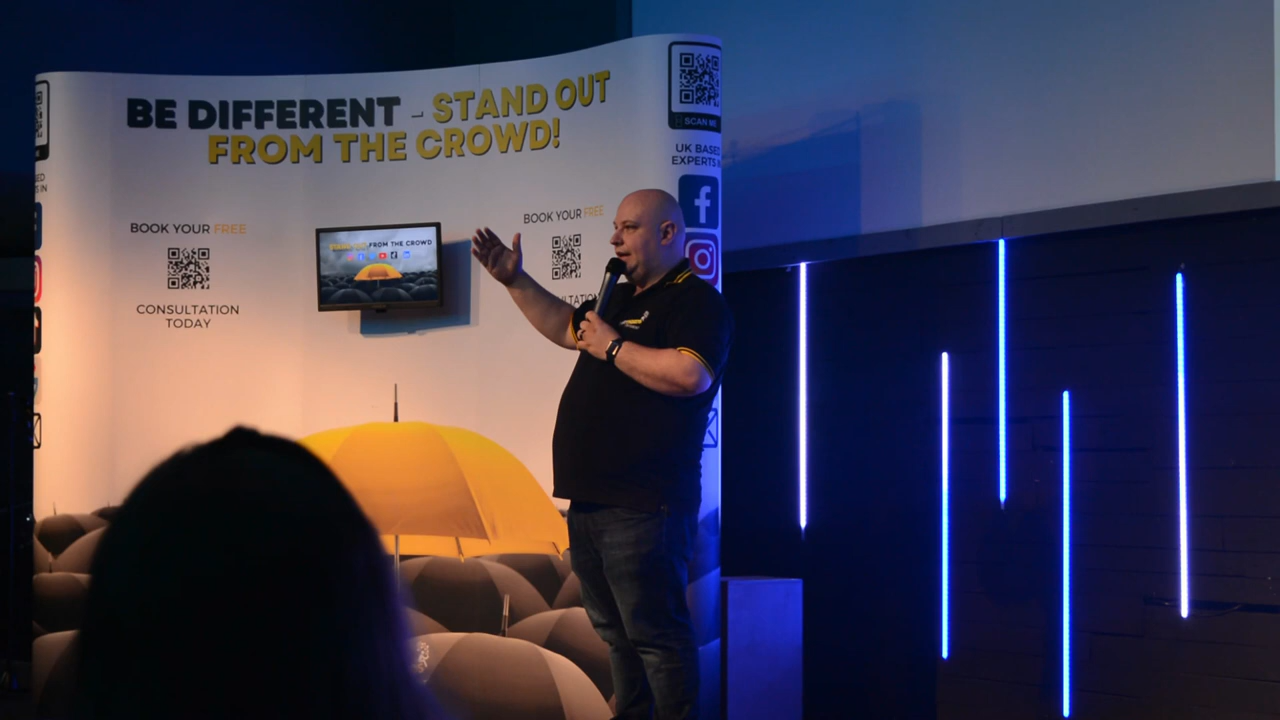 BE DIFFERENT - STAND OUT
FROM THE CROWD!
SCAN ME
UK BASED
EXPERTS IN
BOOK YOUR FREE
CONSULTATION
TODAY
FROM THE CROWD
BOOK YOUR FREE